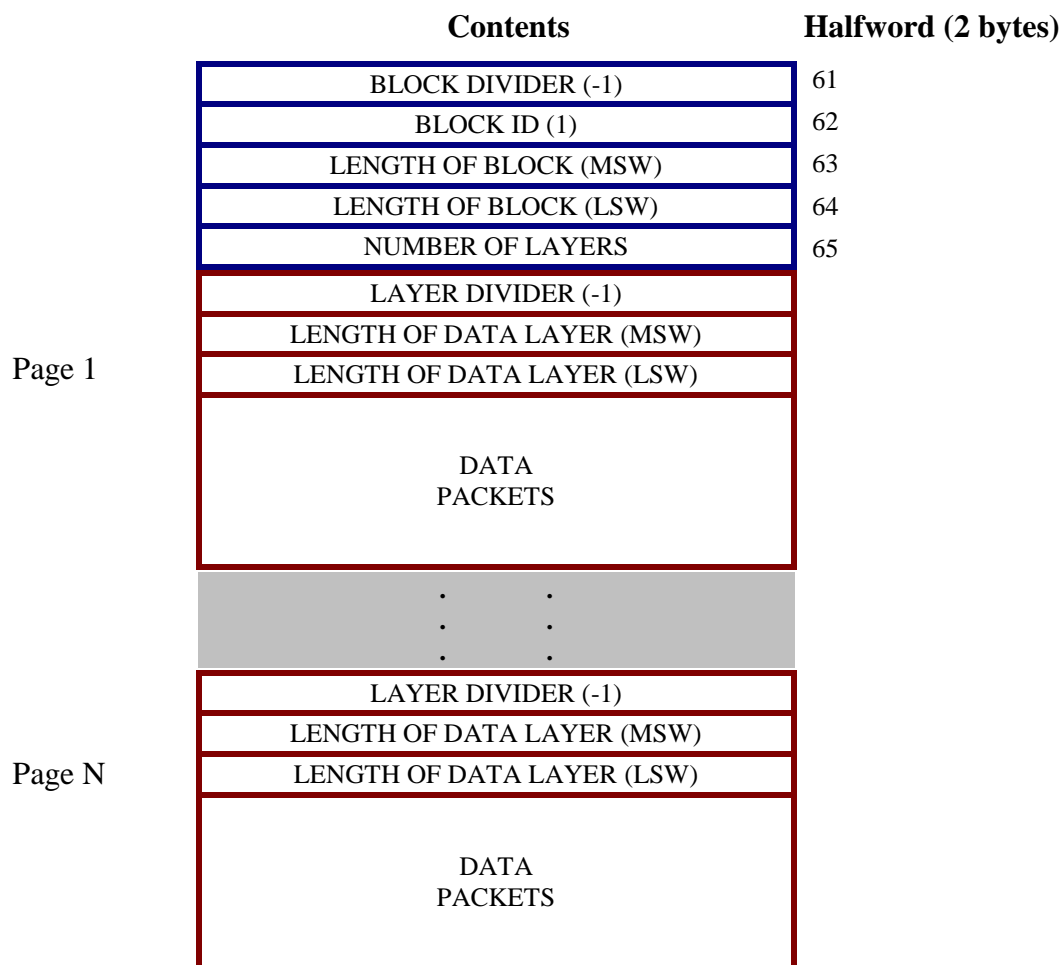 Contents Halfword (2 bytes)
BLOCK DIVIDER (-1) 61
BLOCK ID (1) 62
LENGTH OF BLOCK (MSW) 63
LENGTH OF BLOCK (LSW) 64
NUMBER OF LAYERS 65
LAYER DIVIDER (-1)
LENGTH OF DATA LAYER (MSW)
Page 1 LENGTH OF DATA LAYER (LSW)
DATA
PACKETS
. .
. .
. .
LAYER DIVIDER (-1)
LENGTH OF DATA LAYER (MSW)
Page N LENGTH OF DATA LAYER (LSW)
DATA
PACKETS